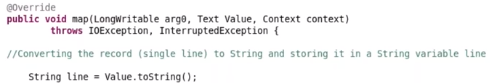 @Override
public void map(LongWritable arg0, Text Value, Context context)
throws IOException, InterruptedException {
//Converting the record (single line) to String and storing it in a String variable line
String line = Value.toString();